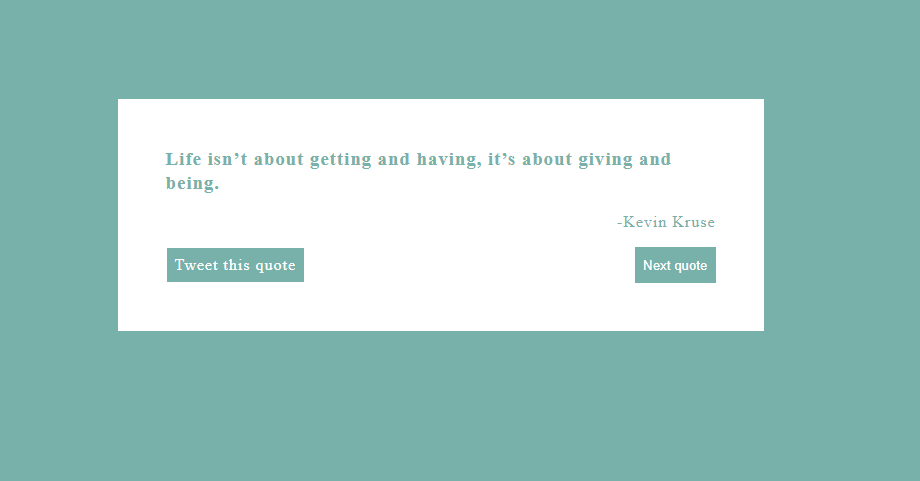 Life isn’t about getting and having, it’s about giving and
being.
-Kevin Kruse
Tweet this quote
Next quote